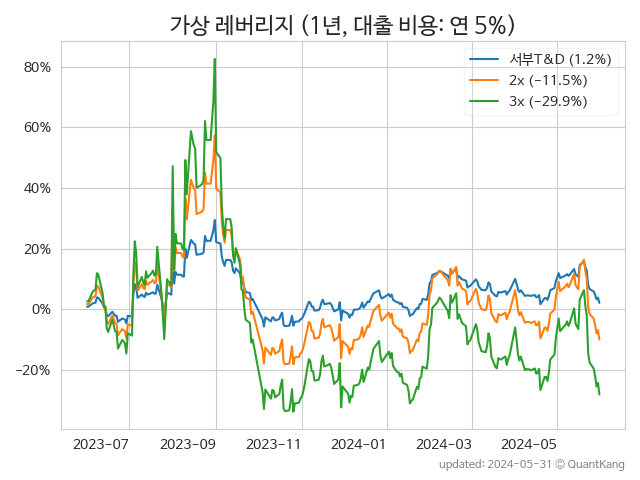 가상 레버리지 (1년, 대출 비용: 연 5%)
서부T&D (1.2%)
2x (−11.5%)
3x (−29.9%)
80%
60%
40%
20%
0%
−20%
2023-07 2023-09 2023-11 2024-01 2024-03 2024-05
updated: 2024-05-31 © QuantKang